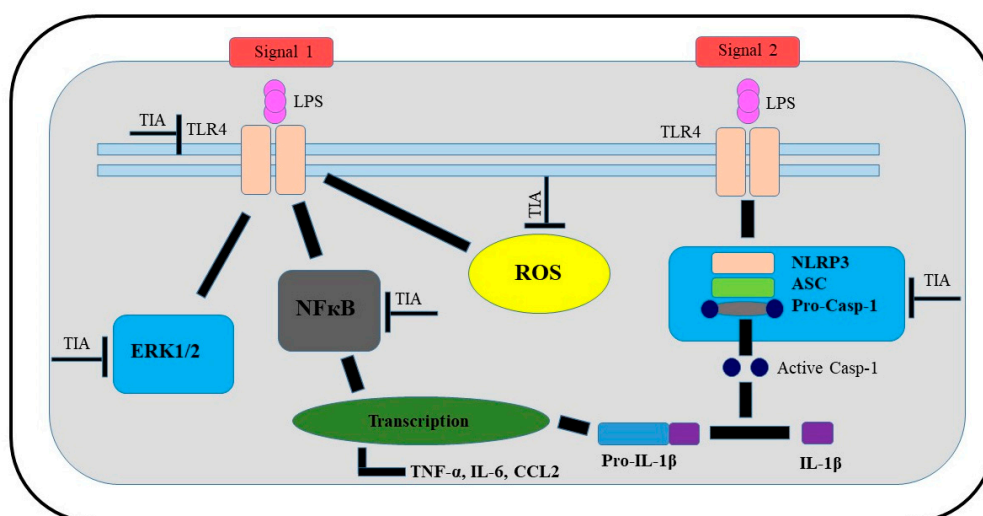 Signal 1
Signal 2
LPS
LPS
TIA
TLR4
TLR4
TIA
ROS
NLRP3
ASC
Pro-Casp-1
TIA
NFκB
TIA
TIA
ERK1/2
Active Casp-1
Transcription
Pro-IL-1β
IL-1β
TNF-α, IL-6, CCL2